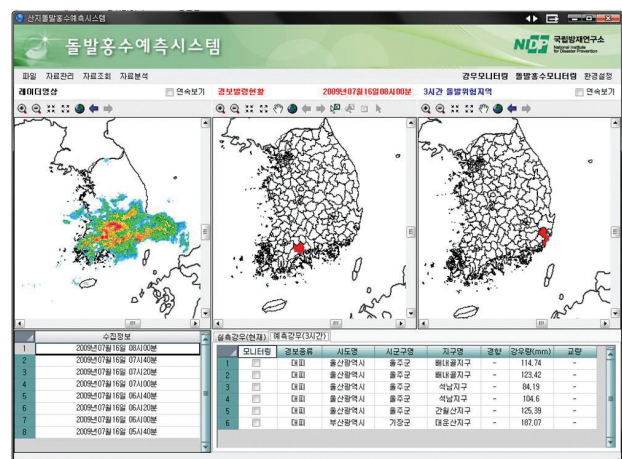 산지돌발홍수예측시스템
돌발홍수예측시스템
NIDP 국립방재연구소
National Institute for Disaster Prevention
파일 자료관리 자료조회 자료분석 강우모니터링 돌발홍수모니터링 환경설정
레이더영상 연속보기 경보발령현황 2009년07월16일08시00분 3시간 돌발위험지역 연속보기
수집정보
1 2009년07월16일 08시00분
2 2009년07월16일 07시40분
3 2009년07월16일 07시20분
4 2009년07월16일 07시00분
5 2009년07월16일 06시40분
6 2009년07월16일 06시20분
7 2009년07월16일 06시00분
8 2009년07월16일 05시40분
실측강우(현재) 예측강우(3시간)
모니터링 경보종류 시도명 시군구명 지구명 경향 강우량(mm) 교량
1 대피 울산광역시 울주군 배내골지구 - 114,74 -
2 대피 울산광역시 울주군 배내골지구 - 123,42 -
3 대피 울산광역시 울주군 석남지구 - 84,19 -
4 대피 울산광역시 울주군 석남지구 - 104,6 -
5 대피 울산광역시 울주군 간월산지구 - 125,39 -
6 대피 부산광역시 기장군 대운산지구 - 187,07 -